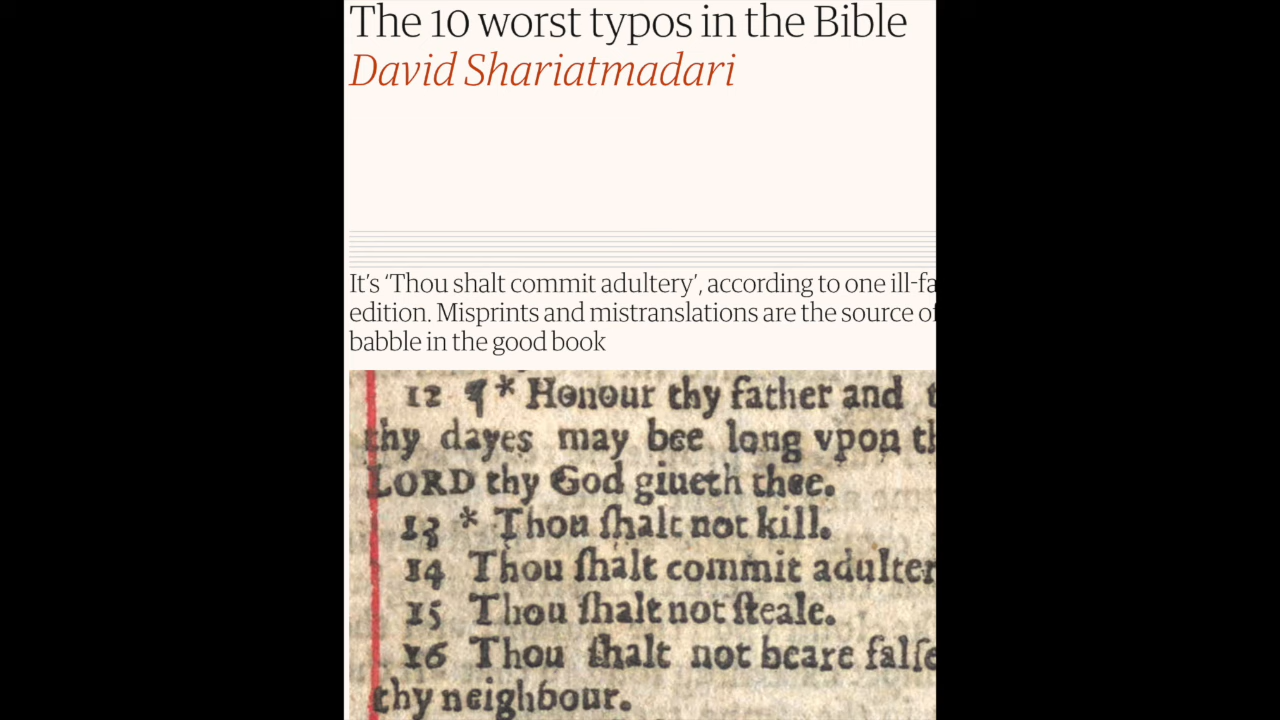 The 10 worst typos in the Bible
David Shariatmadari
It's ‘Thou shalt commit adultery’, according to one ill-fa
edition. Misprints and mistranslations are the source of
babble in the good book
12 ¶* Honour thy father and t
thy dayes may bee long vpon th
LORD thy God giueth thee.
13 * Thou ſhalt not kill.
14 Thou ſhalt commit adulter
15 Thou ſhalt not ſteale.
16 Thou ſhalt not beare falſe
thy neighbour.